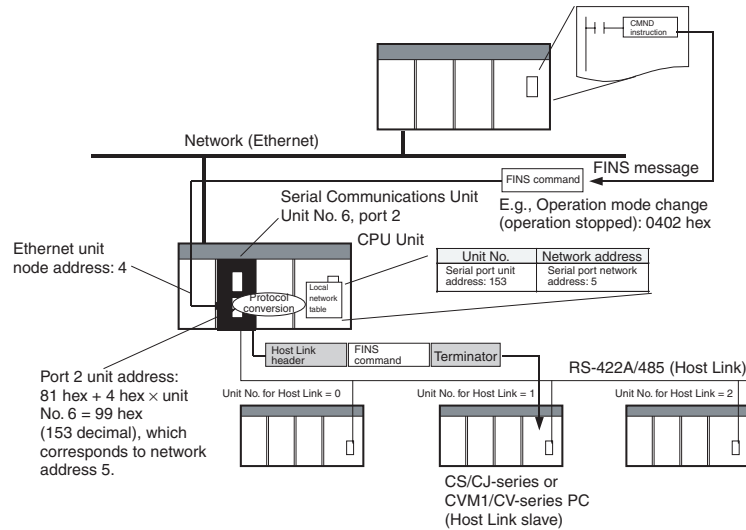 CMND
instruction
Network (Ethernet)
FINS message
FINS command
E.g., Operation mode change
(operation stopped): 0402 hex
Serial Communications Unit
Unit No. 6, port 2
CPU Unit
Ethernet unit
node address: 4
Unit No. Network address
Serial port unit
address: 153
Serial port network
address: 5
Protocol
conversion
Local
network
table
Host Link
header
FINS
command
Terminator
RS-422A/485 (Host Link)
Port 2 unit address:
81 hex + 4 hex × unit
No. 6 = 99 hex
(153 decimal), which
corresponds to network
address 5.
Unit No. for Host Link = 0
Unit No. for Host Link = 1
Unit No. for Host Link = 2
CS/CJ-series or
CVM1/CV-series PC
(Host Link slave)